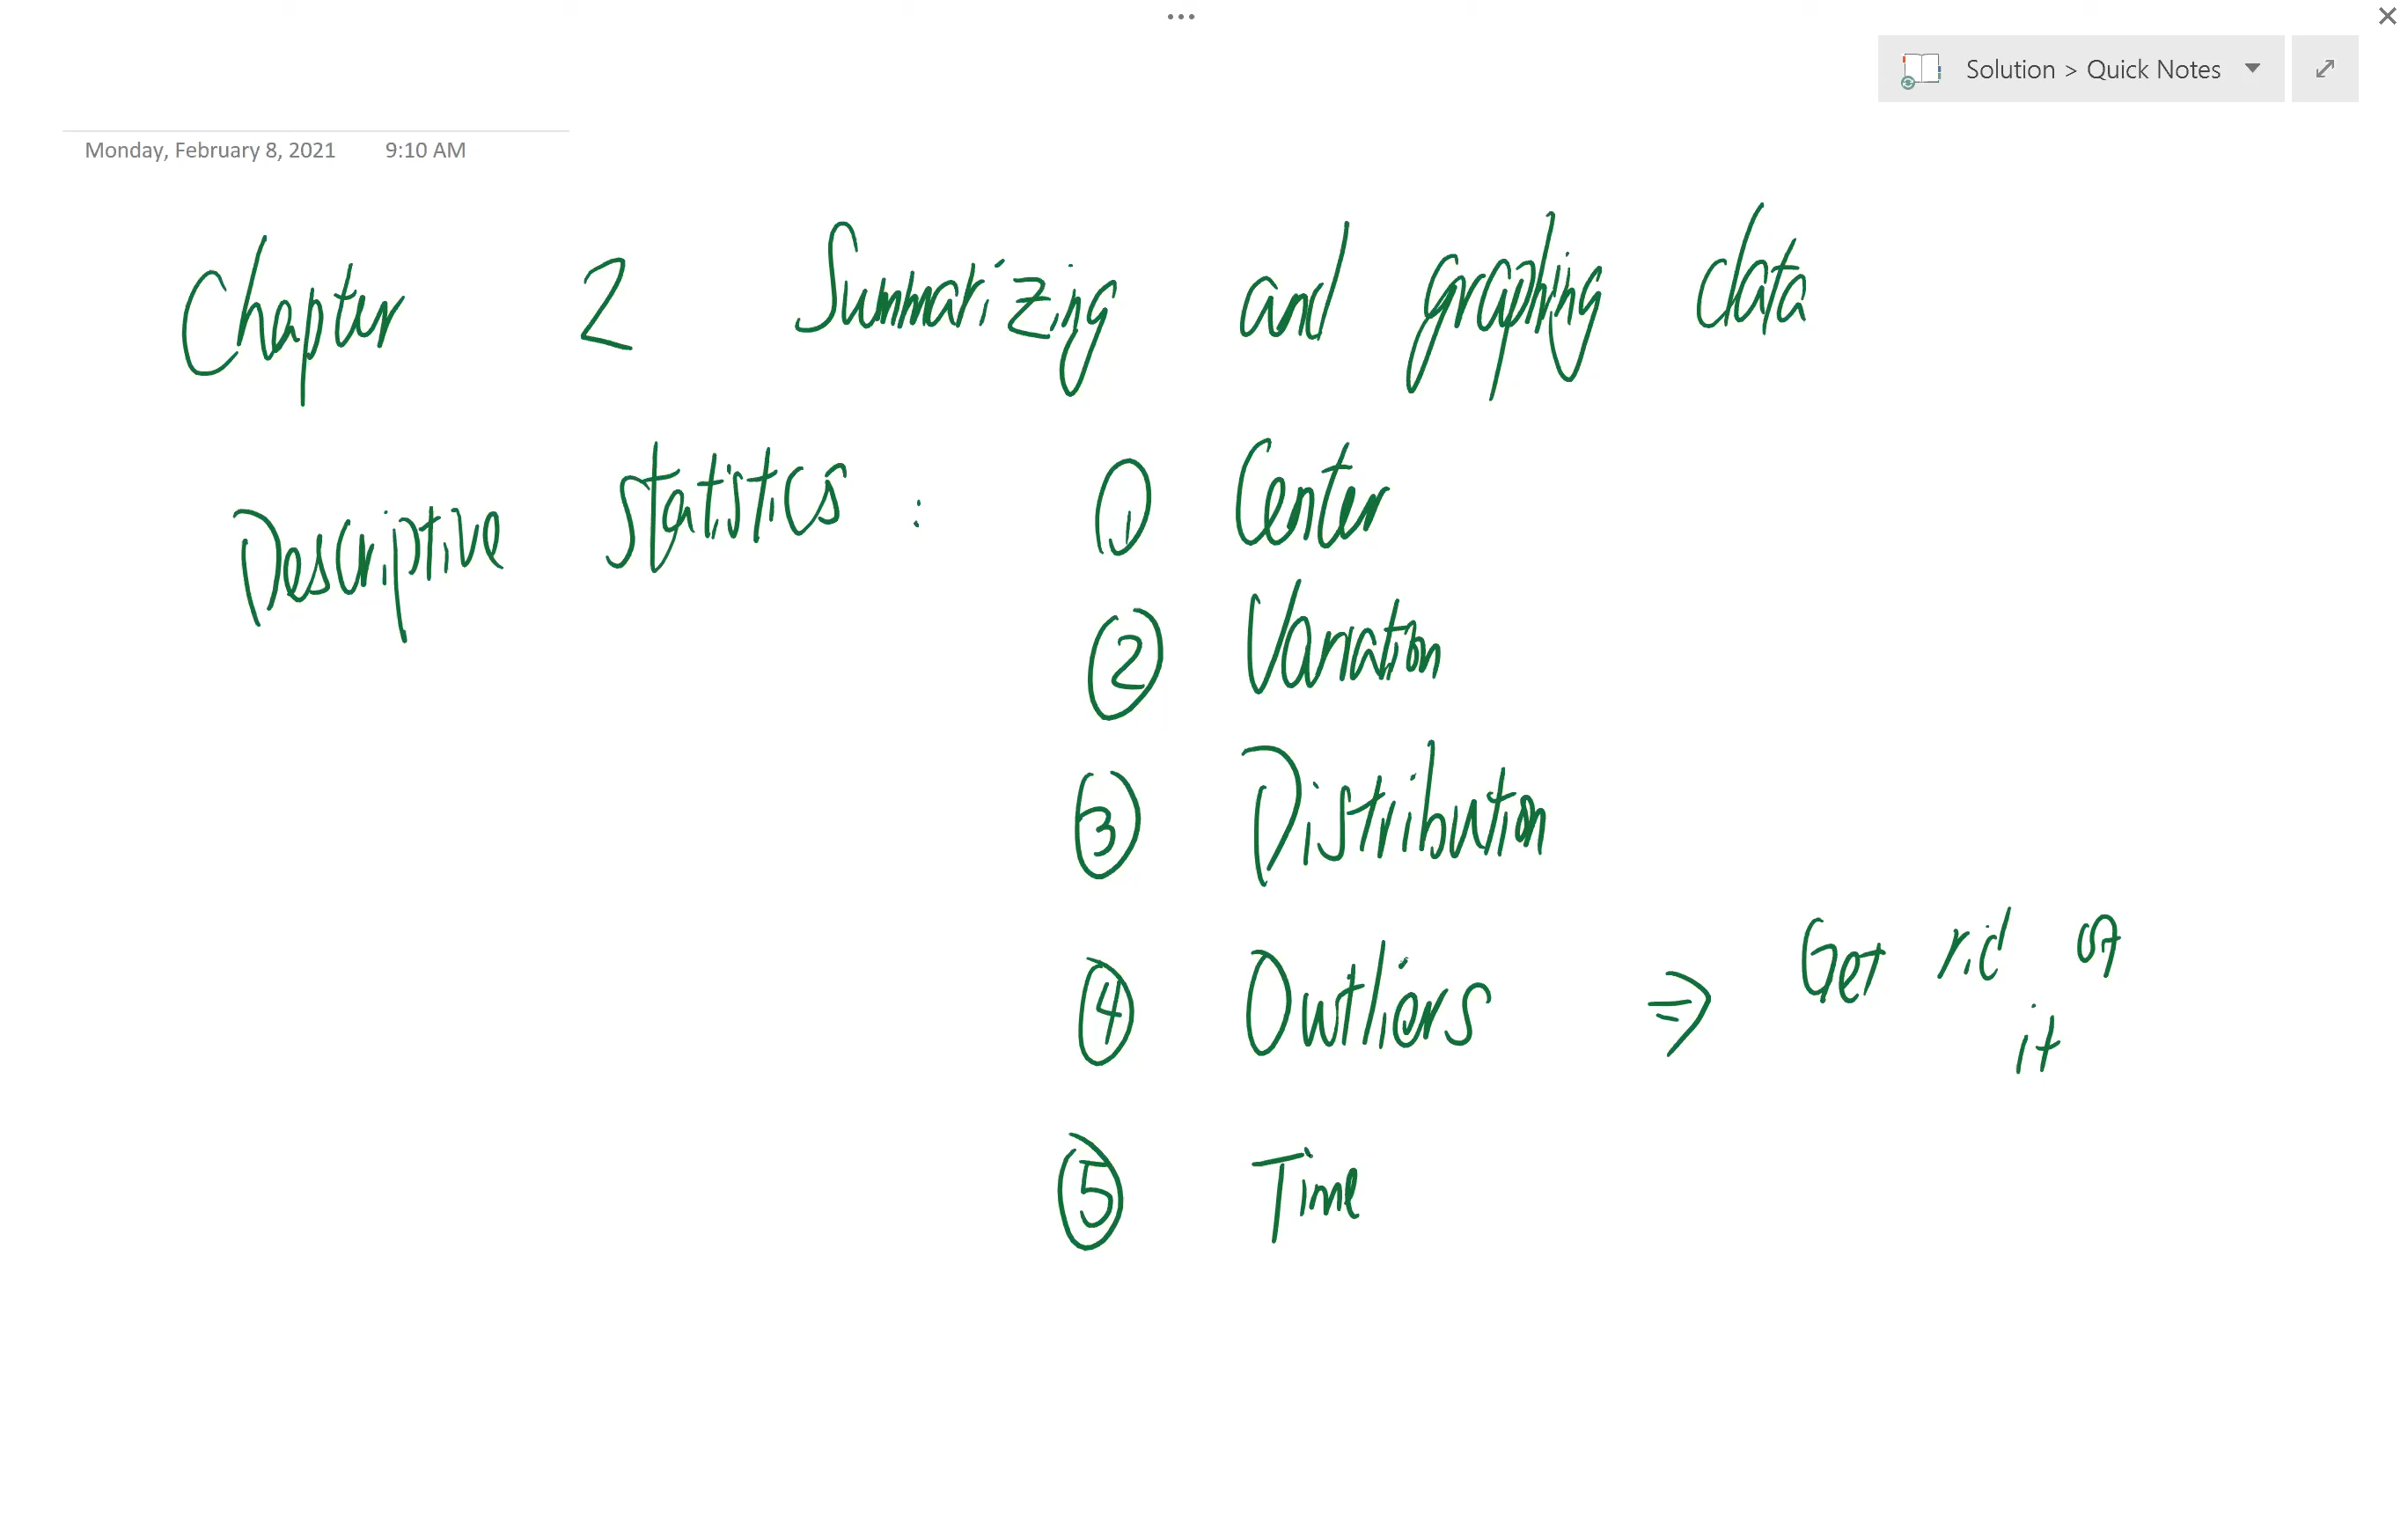 Solution > Quick Notes
Monday, February 8, 2021 9:10 AM
Chapter 2 Summarizing and graphing data
Descriptive Statistics : ① Center
② Variation
③ Distribution
④ Outliers ⇒ Get rid of
it
⑤ Time